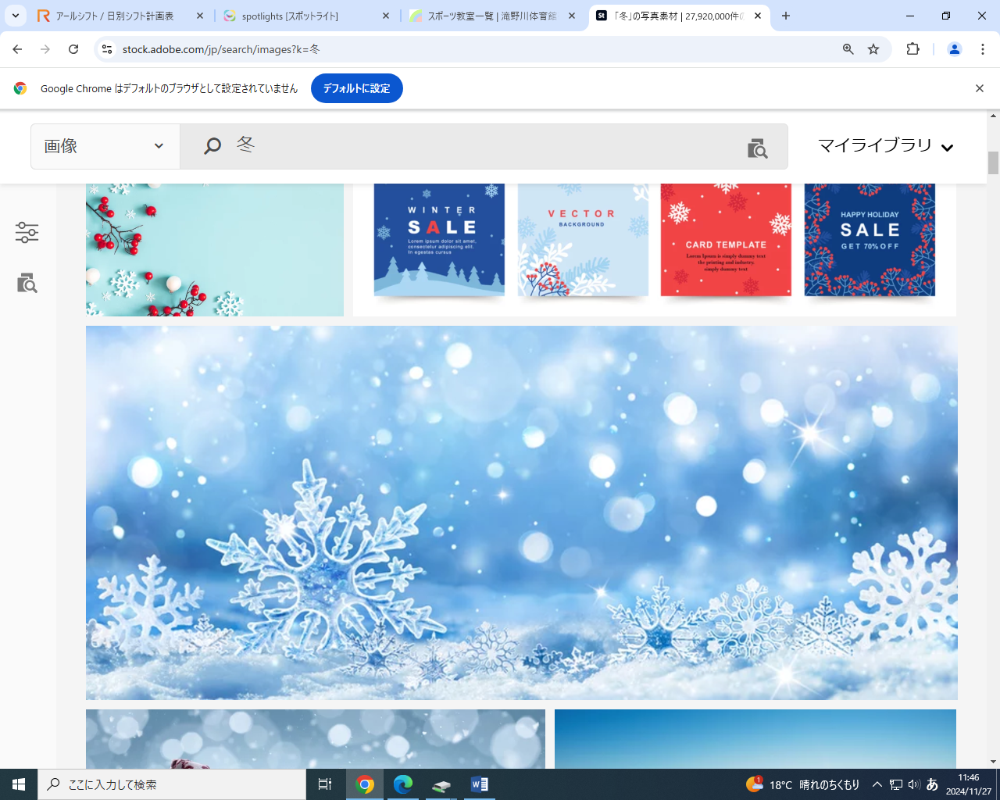 アールシフト / 日別シフト計画表
spotlights [スポットライト]
スポーツ教室一覧 | 滝野川体育館
「冬」の写真素材 | 27,920,000件の
stock.adobe.com/jp/search/images?k=冬
Google Chrome はデフォルトのブラウザとして設定されていません
デフォルトに設定
画像
冬
マイライブラリ
WINTER
SALE
Lorem ipsum dolor sit amet,
consectetur adipiscing elit.
In egestas cursus
VECTOR
BACKGROUND
CARD TEMPLATE
Lorem Ipsum is simply dummy text
the printing and industry.
simply dummy text
HAPPY HOLIDAY
SALE
GET 70% OFF
ここに入力して検索
1
18°C 晴れのちくもり
あ
11:46
2024/11/27